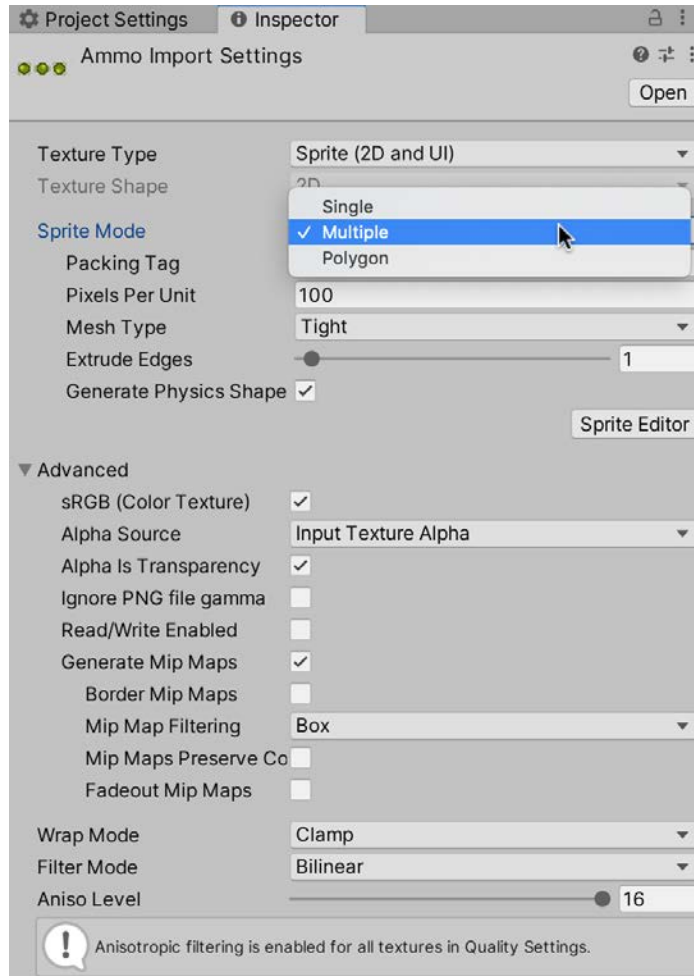 Project Settings Inspector
Ammo Import Settings
Open
Texture Type Sprite (2D and UI)
Texture Shape 2D
Single
Sprite Mode ✓ Multiple
Packing Tag Polygon
Pixels Per Unit 100
Mesh Type Tight
Extrude Edges 1
Generate Physics Shape
Sprite Editor
Advanced
sRGB (Color Texture)
Alpha Source Input Texture Alpha
Alpha Is Transparency
Ignore PNG file gamma
Read/Write Enabled
Generate Mip Maps
Border Mip Maps
Mip Map Filtering Box
Mip Maps Preserve Co
Fadeout Mip Maps
Wrap Mode Clamp
Filter Mode Bilinear
Aniso Level 16
Anisotropic filtering is enabled for all textures in Quality Settings.